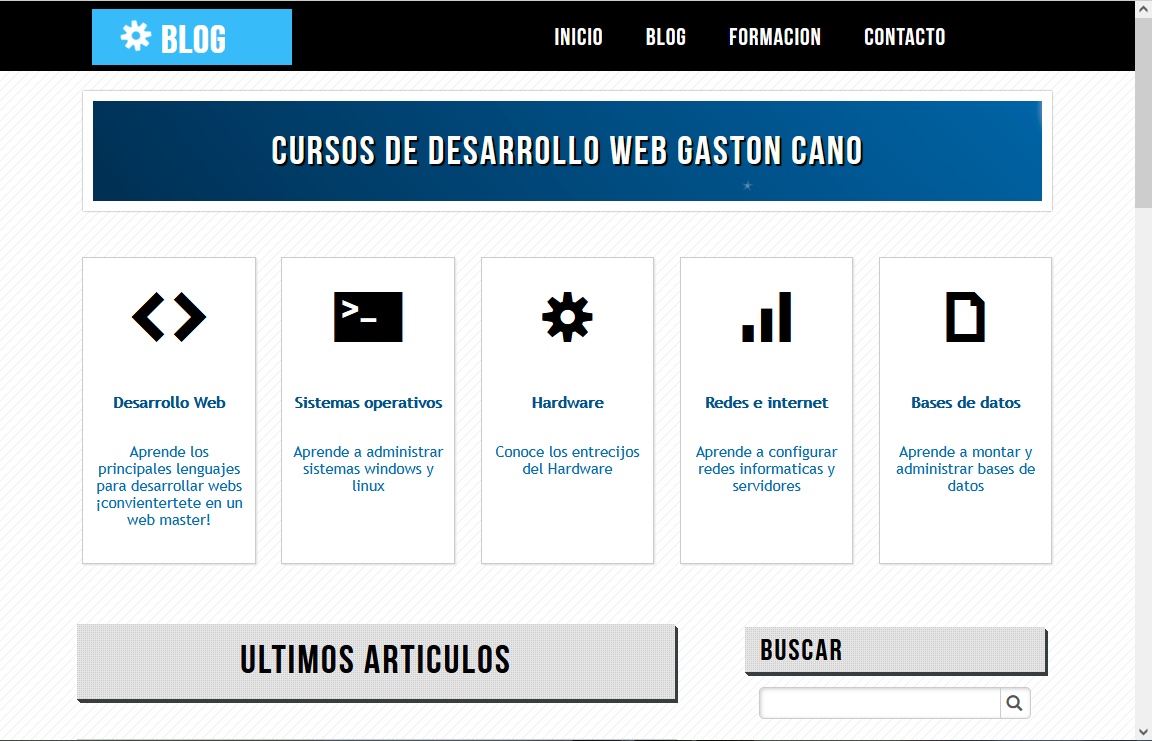 BLOG
INICIO BLOG FORMACION CONTACTO
CURSOS DE DESARROLLO WEB GASTON CANO
>_
Desarrollo Web
Aprende los
principales lenguajes
para desarrollar webs
¡convientertete en un
web master!
Sistemas operativos
Aprende a administrar
sistemas windows y
linux
Hardware
Conoce los entrecijos
del Hardware
Redes e internet
Aprende a configurar
redes informaticas y
servidores
Bases de datos
Aprende a montar y
administrar bases de
datos
ULTIMOS ARTICULOS
BUSCAR